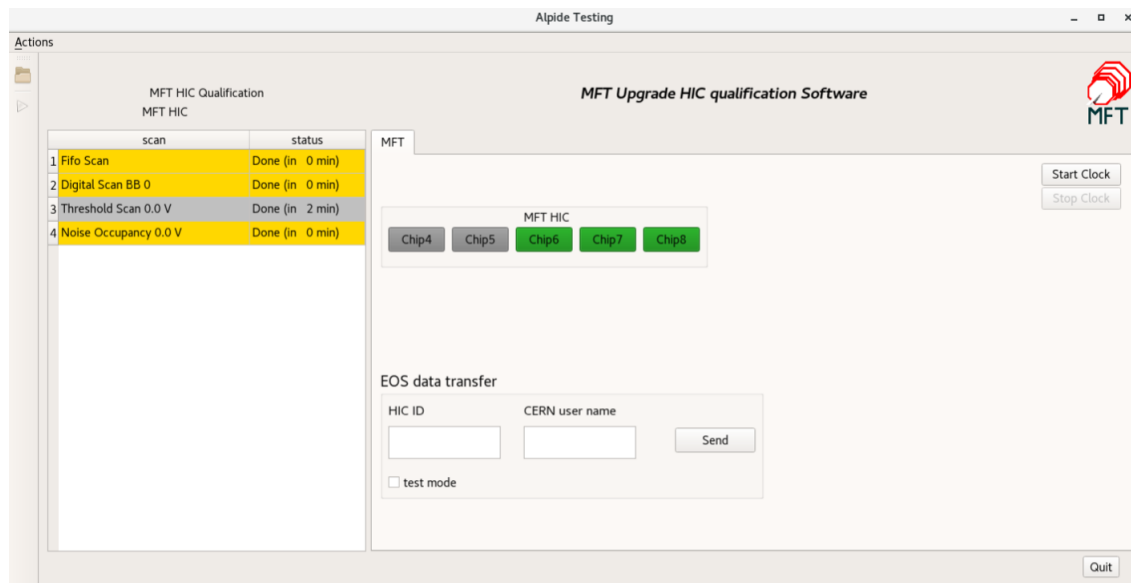 Alpide Testing
Actions
MFT HIC Qualification
MFT HIC
MFT Upgrade HIC qualification Software
MFT
scan status
1 Fifo Scan Done (in 0 min)
2 Digital Scan BB 0 Done (in 0 min)
3 Threshold Scan 0.0 V Done (in 2 min)
4 Noise Occupancy 0.0 V Done (in 0 min)
MFT
Start Clock
Stop Clock
MFT HIC
Chip4 Chip5 Chip6 Chip7 Chip8
EOS data transfer
HIC ID CERN user name
Send
test mode
Quit